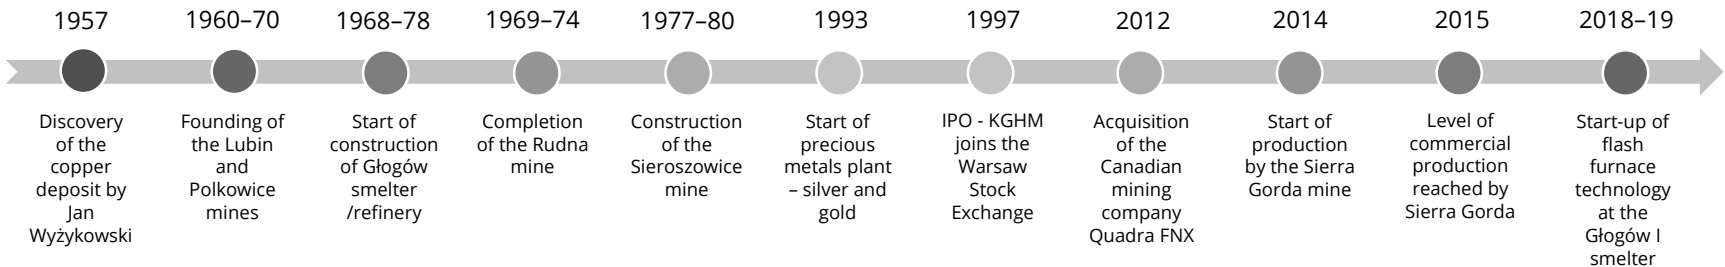 1957
Discovery
of the
copper
deposit by
Jan
Wyżykowski
1960–70
Founding of
the Lubin
and
Polkowice
mines
1968–78
Start of
construction
of Głogów
smelter
/refinery
1969–74
Completion
of the Rudna
mine
1977–80
Construction
of the
Sieroszowice
mine
1993
Start of
precious
metals plant
– silver and
gold
1997
IPO - KGHM
joins the
Warsaw
Stock
Exchange
2012
Acquisition
of the
Canadian
mining
company
Quadra FNX
2014
Start of
production
by the Sierra
Gorda mine
2015
Level of
commercial
production
reached by
Sierra Gorda
2018–19
Start-up of
flash
furnace
technology
at the
Głogów I
smelter